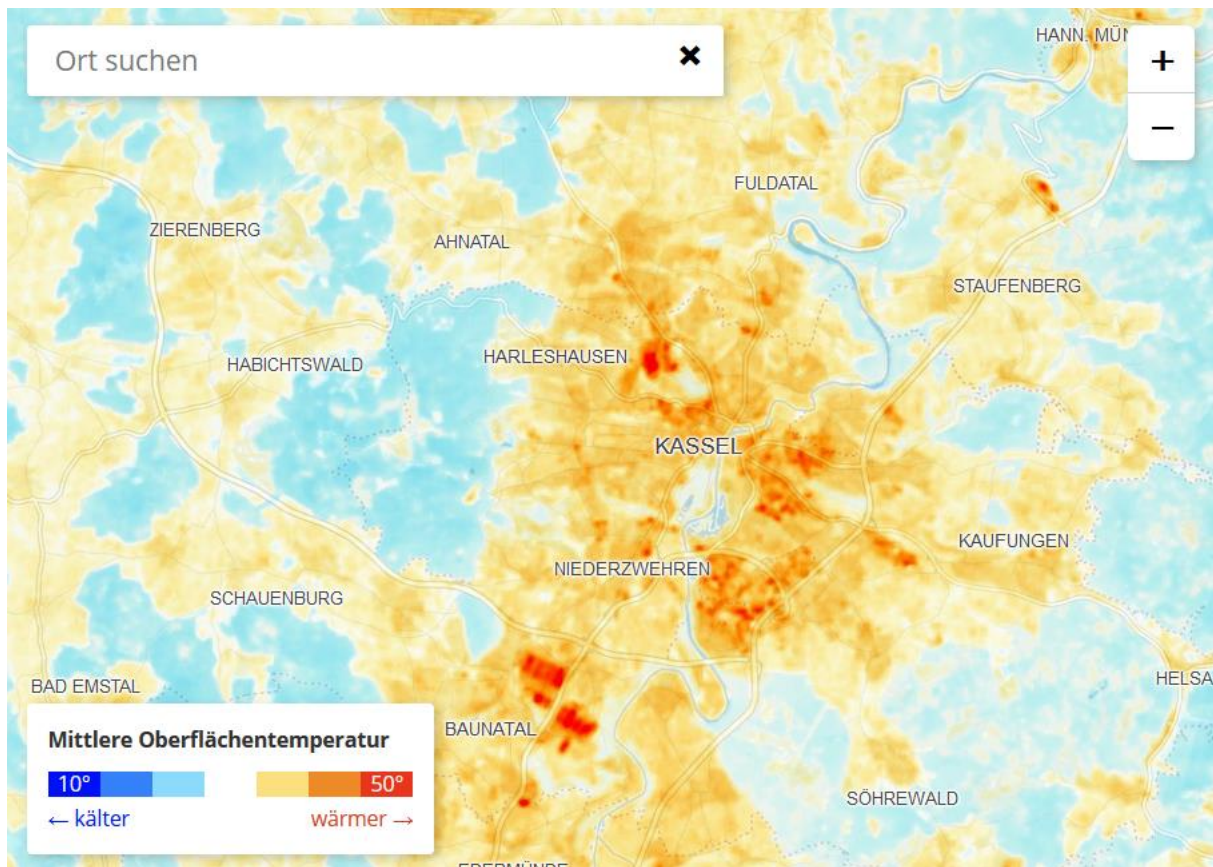 Ort suchen
✖
HANN. MÜN
+
−
FULDATAL
ZIERENBERG
AHNATAL
STAUFENBERG
HARLESHAUSEN
HABICHTSWALD
KASSEL
KAUFUNGEN
NIEDERZWEHREN
SCHAUENBURG
HELSA
BAD EMSTAL
BAUNATAL
Mittlere Oberflächentemperatur
10° 50°
← kälter wärmer →
SÖHREWALD
EDERMÜNDE